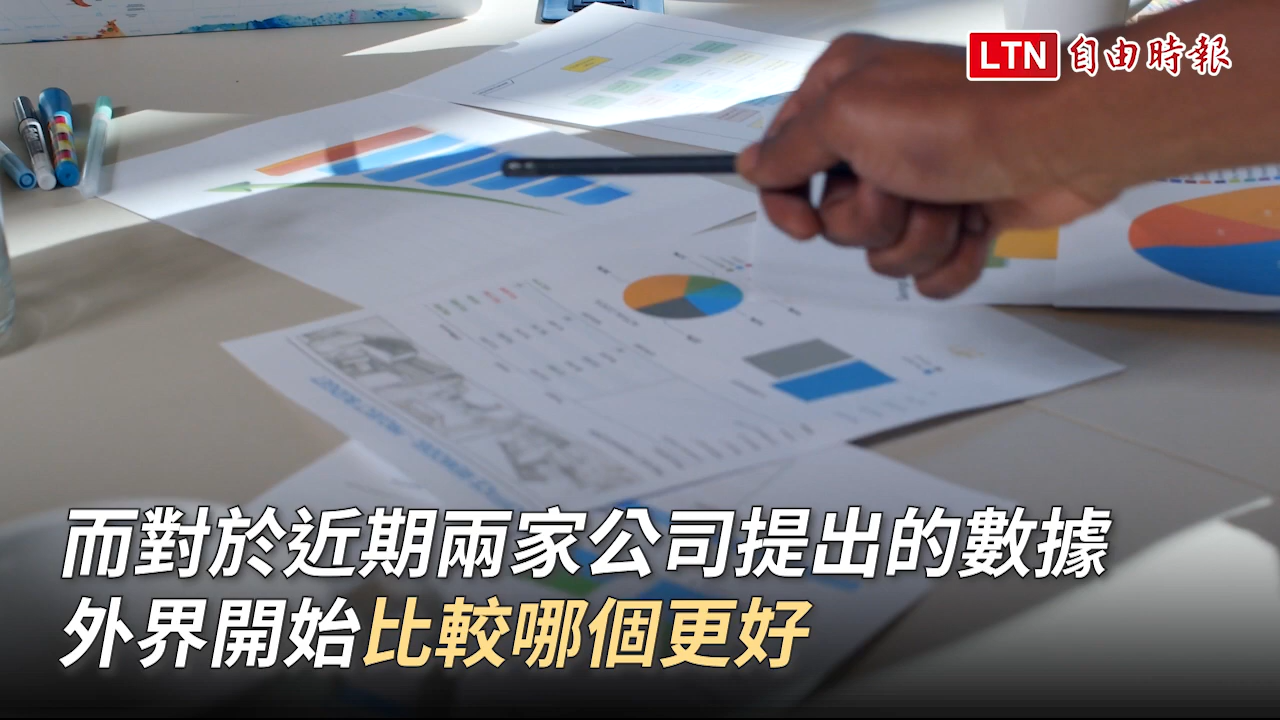 LTN 自由時報
而對於近期兩家公司提出的數據
外界開始比較哪個更好